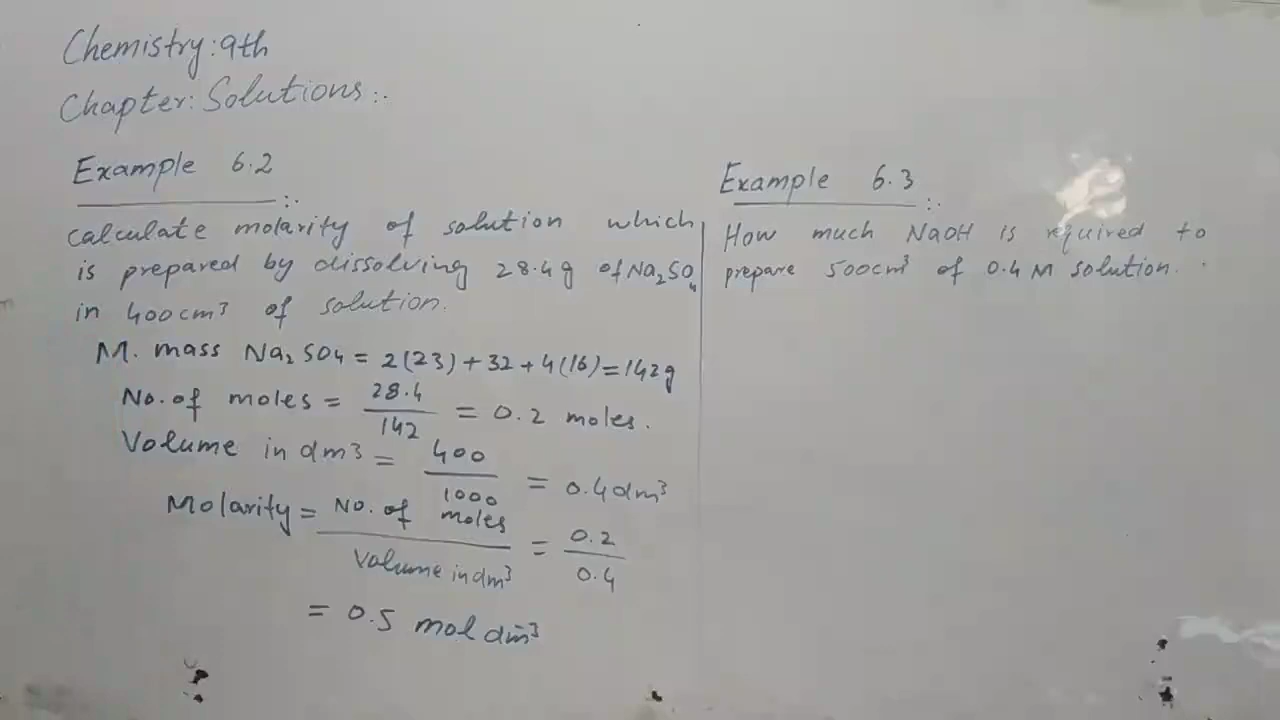 Chemistry: 9th
Chapter: Solutions :.
Example 6.2 :.
calculate molarity of solution which
is prepared by dissolving 28.4g of Na₂SO₄
in 400cm³ of solution.
M. mass Na₂SO₄ = 2(23) + 32 + 4(16) = 142g
No. of moles = 28.4/142 = 0.2 moles.
Volume in dm³ = 400/1000 = 0.4dm³
Molarity = No. of moles/Volume in dm³ = 0.2/0.4
= 0.5 mol dm⁻³
Example 6.3 :.
How much NaOH is required to
prepare 500cm³ of 0.4 M solution.